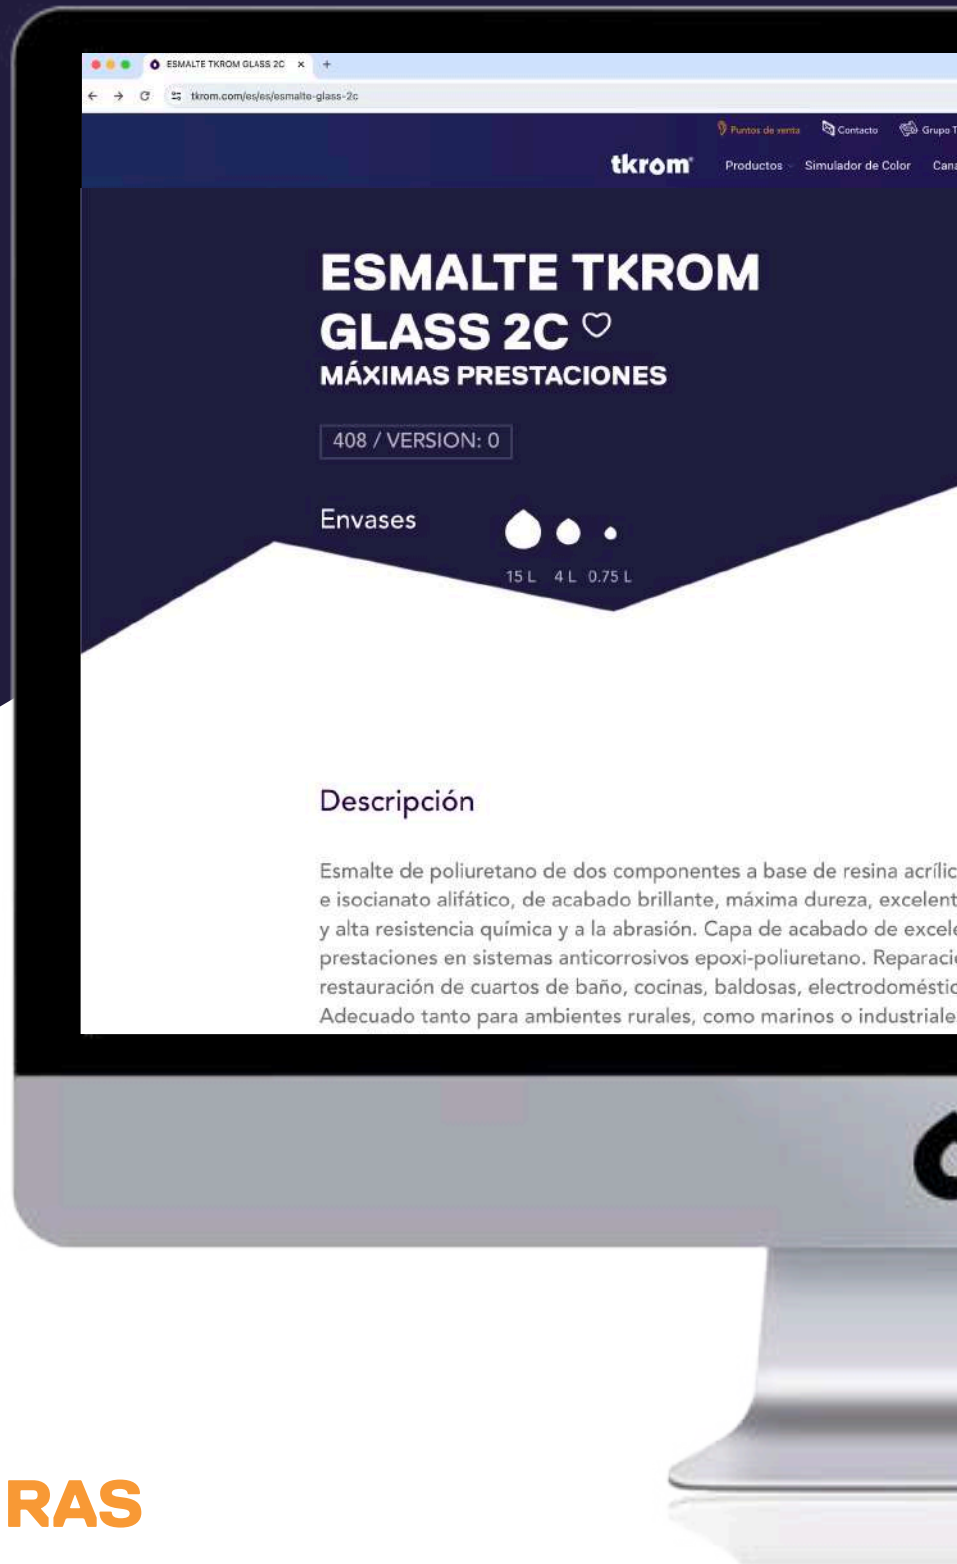 ESMALTE TKROM GLASS 2C
tkrom.com/es/es/esmalte-glass-2c
Puntos de venta Contacto Grupo T
tkrom Productos Simulador de Color Cana
ESMALTE TKROM
GLASS 2C
MÁXIMAS PRESTACIONES
408 / VERSION: 0
Envases
15 L 4 L 0.75 L
Descripción
Esmalte de poliuretano de dos componentes a base de resina acrílic
e isocianato alifático, de acabado brillante, máxima dureza, excelent
y alta resistencia química y a la abrasión. Capa de acabado de excele
prestaciones en sistemas anticorrosivos epoxi-poliuretano. Reparacie
restauración de cuartos de baño, cocinas, baldosas, electrodoméstic
Adecuado tanto para ambientes rurales, como marinos o industriale
RAS